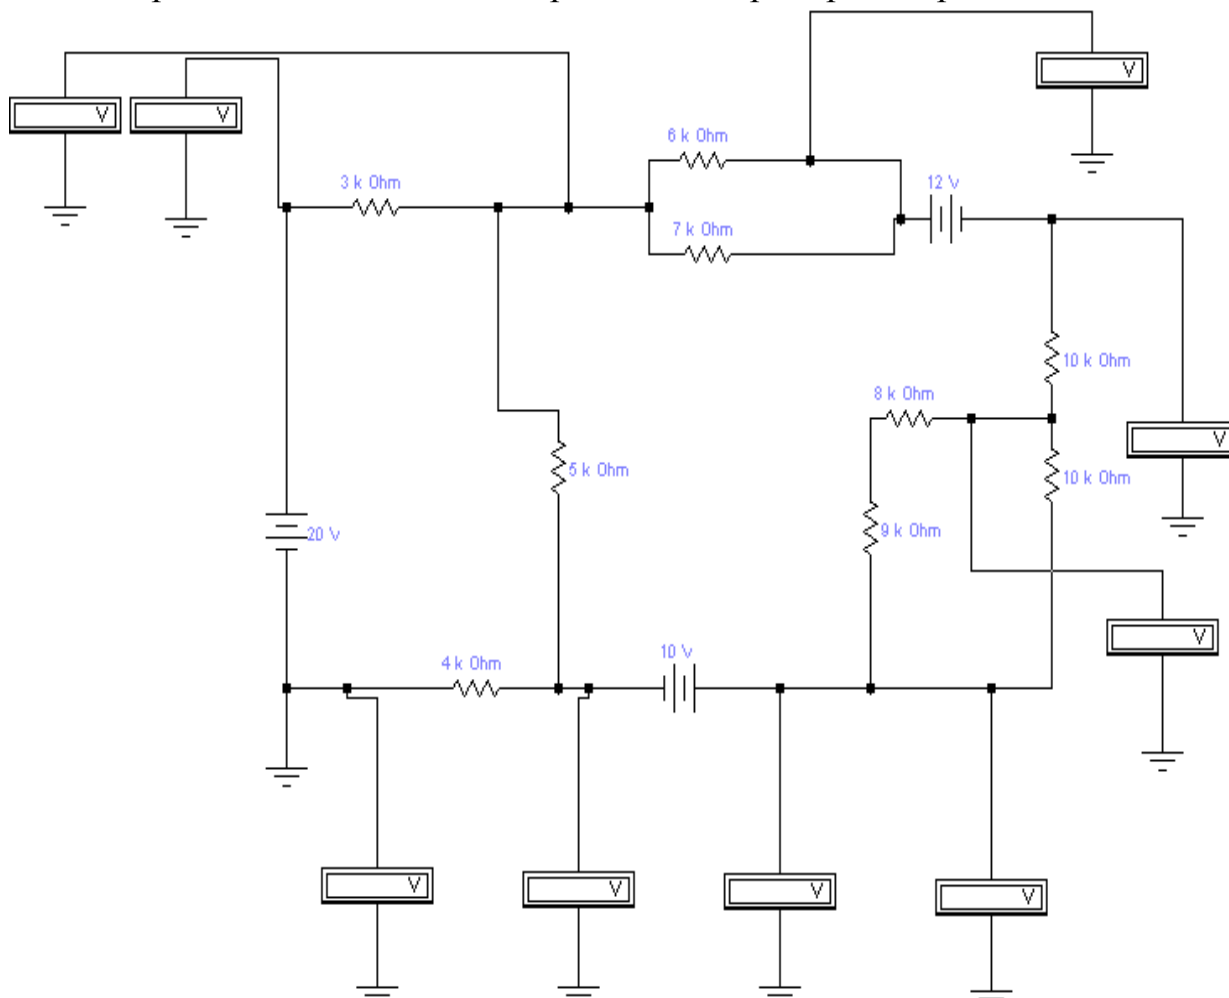 V
V
V
6 k Ohm
3 k Ohm
12 V
7 k Ohm
10 k Ohm
8 k Ohm
V
5 k Ohm
10 k Ohm
20 V
9 k Ohm
V
4 k Ohm
10 V
V
V
V
V